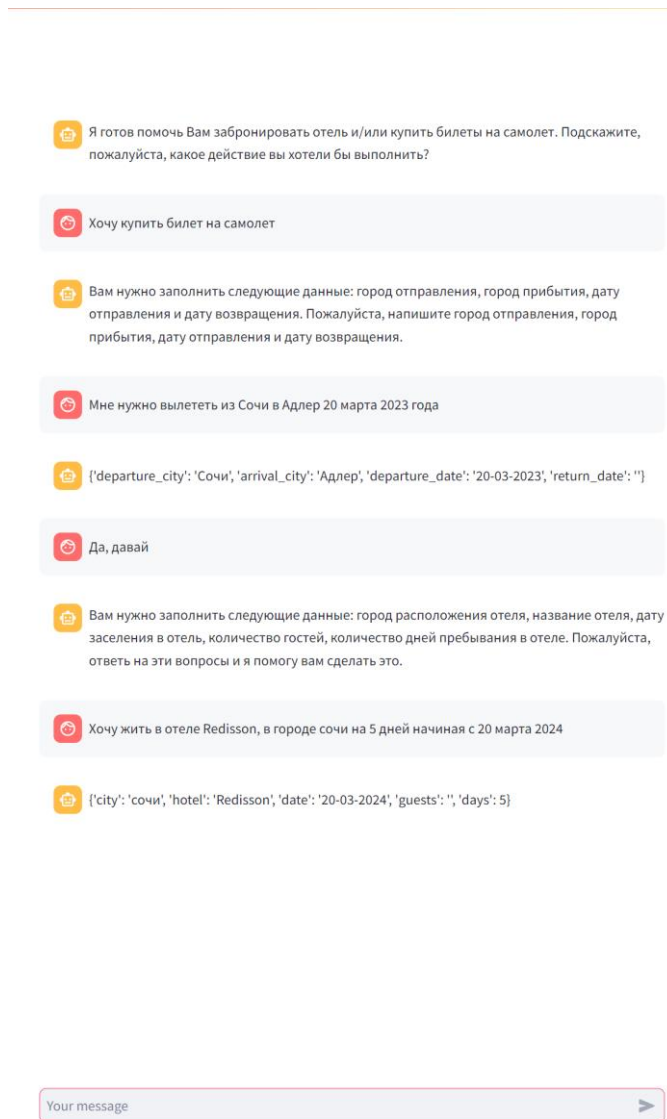 Я готов помочь Вам забронировать отель и/или купить билеты на самолет. Подскажите,
пожалуйста, какое действие вы хотели бы выполнить?
Хочу купить билет на самолет
Вам нужно заполнить следующие данные: город отправления, город прибытия, дату
отправления и дату возвращения. Пожалуйста, напишите город отправления, город
прибытия, дату отправления и дату возвращения.
Мне нужно вылететь из Сочи в Адлер 20 марта 2023 года
{'departure_city': 'Сочи', 'arrival_city': 'Адлер', 'departure_date': '20-03-2023', 'return_date': ''}
Да, давай
Вам нужно заполнить следующие данные: город расположения отеля, название отеля, дату
заселения в отель, количество гостей, количество дней пребывания в отеле. Пожалуйста,
ответь на эти вопросы и я помогу вам сделать это.
Хочу жить в отеле Redisson, в городе сочи на 5 дней начиная с 20 марта 2024
{'city': 'сочи', 'hotel': 'Redisson', 'date': '20-03-2024', 'guests': '', 'days': 5}
Your message